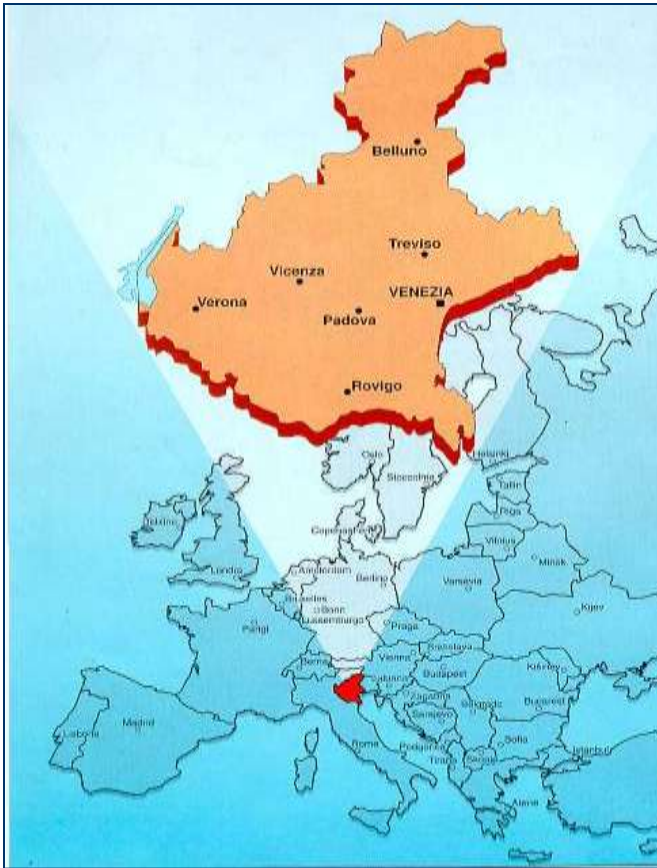 Belluno
Treviso
Vicenza
VENEZIA
Verona
Padova
Rovigo
Oslo
Helsinki
Stoccolma
Tallin
Riga
Copenaghen
Vilnius
Minsk
Londra
Amsterdam
Berlino
Varsavia
Bruxelles
Bonn
Kijev
Lussemburgo
Praga
Parigi
Bratislava
Vienna
Berna
Budapest
Lubiana
Zagabria
Belgrado
Bucarest
Sarajevo
Madrid
Lisbona
Roma
Podgorica
Sofia
Istanbul
Skopje
Tirana
Atene